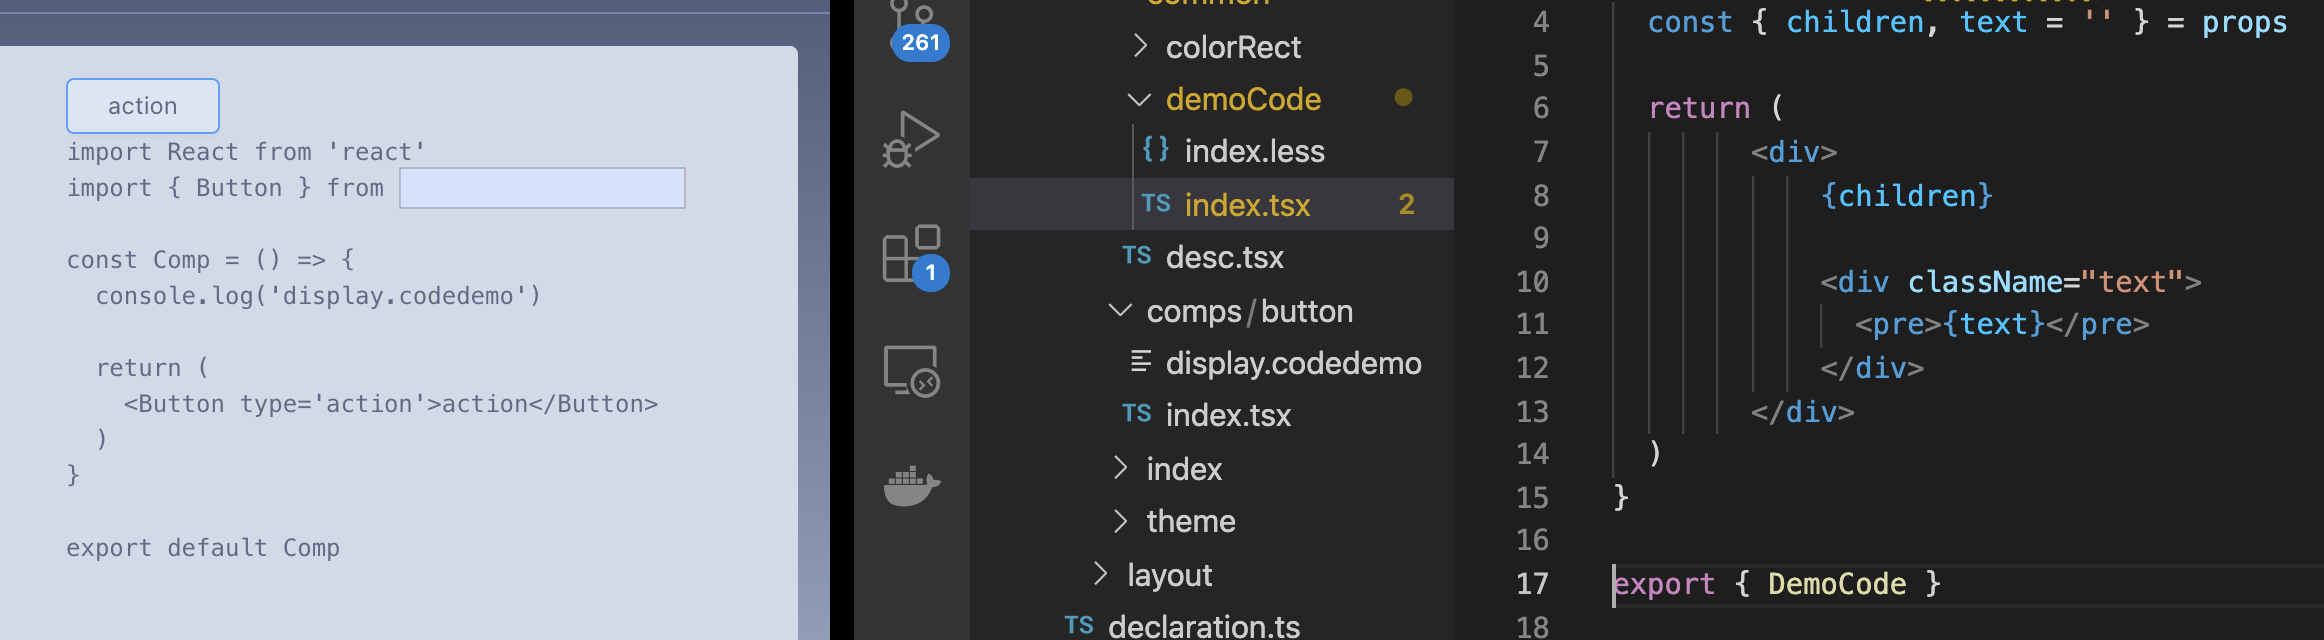 action
import React from 'react'
import { Button } from
const Comp = () => {
console.log('display.codedemo')
return (
<Button type='action'>action</Button>
)
}
export default Comp
261
1
colorRect
demoCode
{} index.less
TS index.tsx 2
TS desc.tsx
comps/button
display.codedemo
TS index.tsx
index
theme
layout
TS declaration.ts
4 const { children, text = '' } = props
5
6 return (
7 <div>
8 {children}
9
10 <div className="text">
11 <pre>{text}</pre>
12 </div>
13 </div>
14 )
15 }
16
17 export { DemoCode }
18